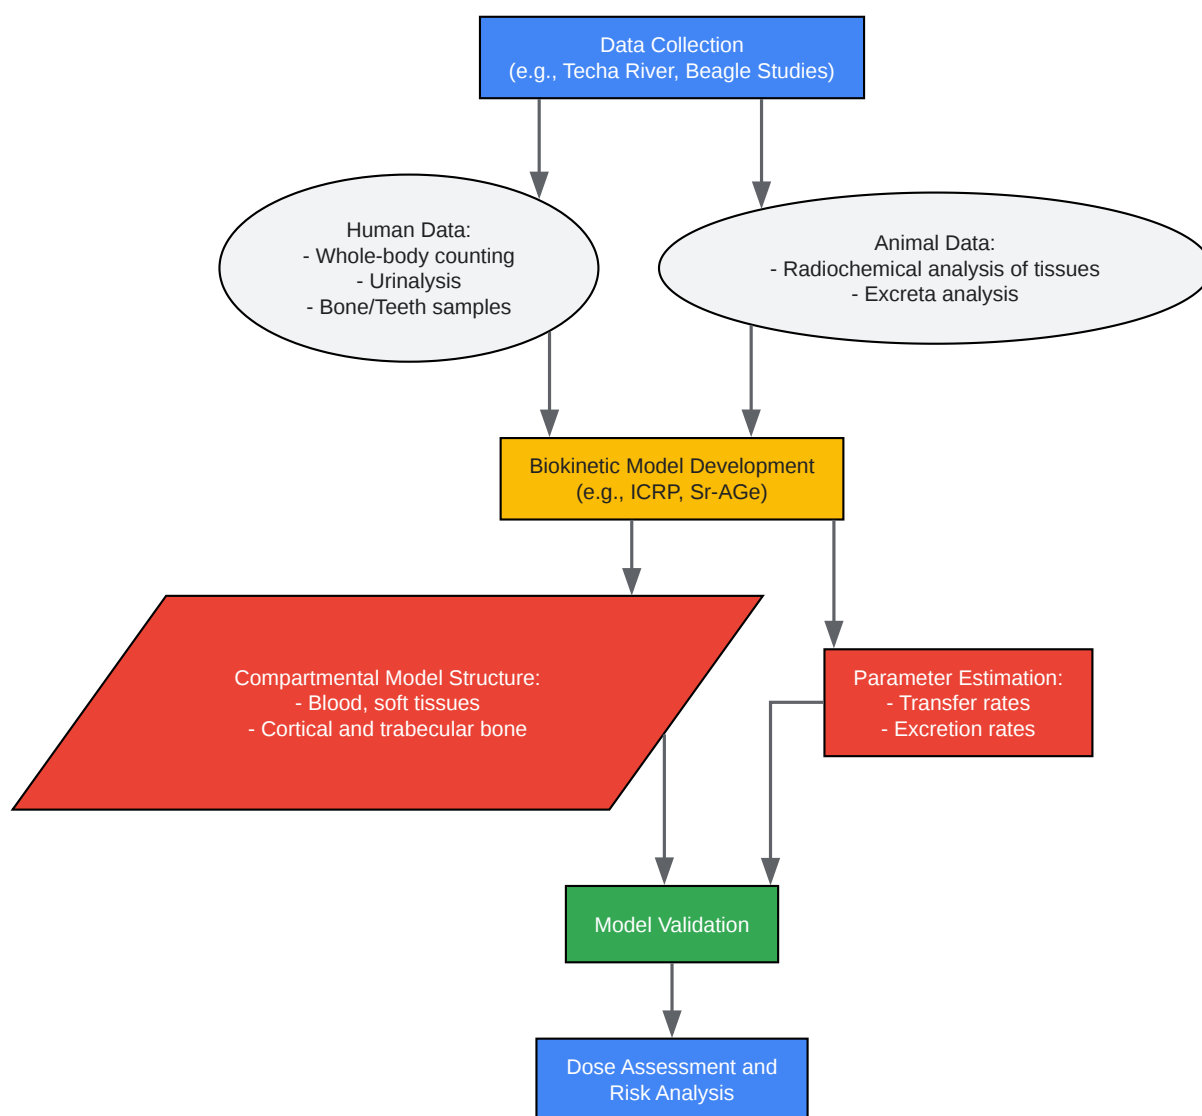 Data Collection
(e.g., Techa River, Beagle Studies)
Human Data:
- Whole-body counting
- Urinalysis
- Bone/Teeth samples
Animal Data:
- Radiochemical analysis of tissues
- Excreta analysis
Biokinetic Model Development
(e.g., ICRP, Sr-AGe)
Compartmental Model Structure:
- Blood, soft tissues
- Cortical and trabecular bone
Parameter Estimation:
- Transfer rates
- Excretion rates
Model Validation
Dose Assessment and
Risk Analysis